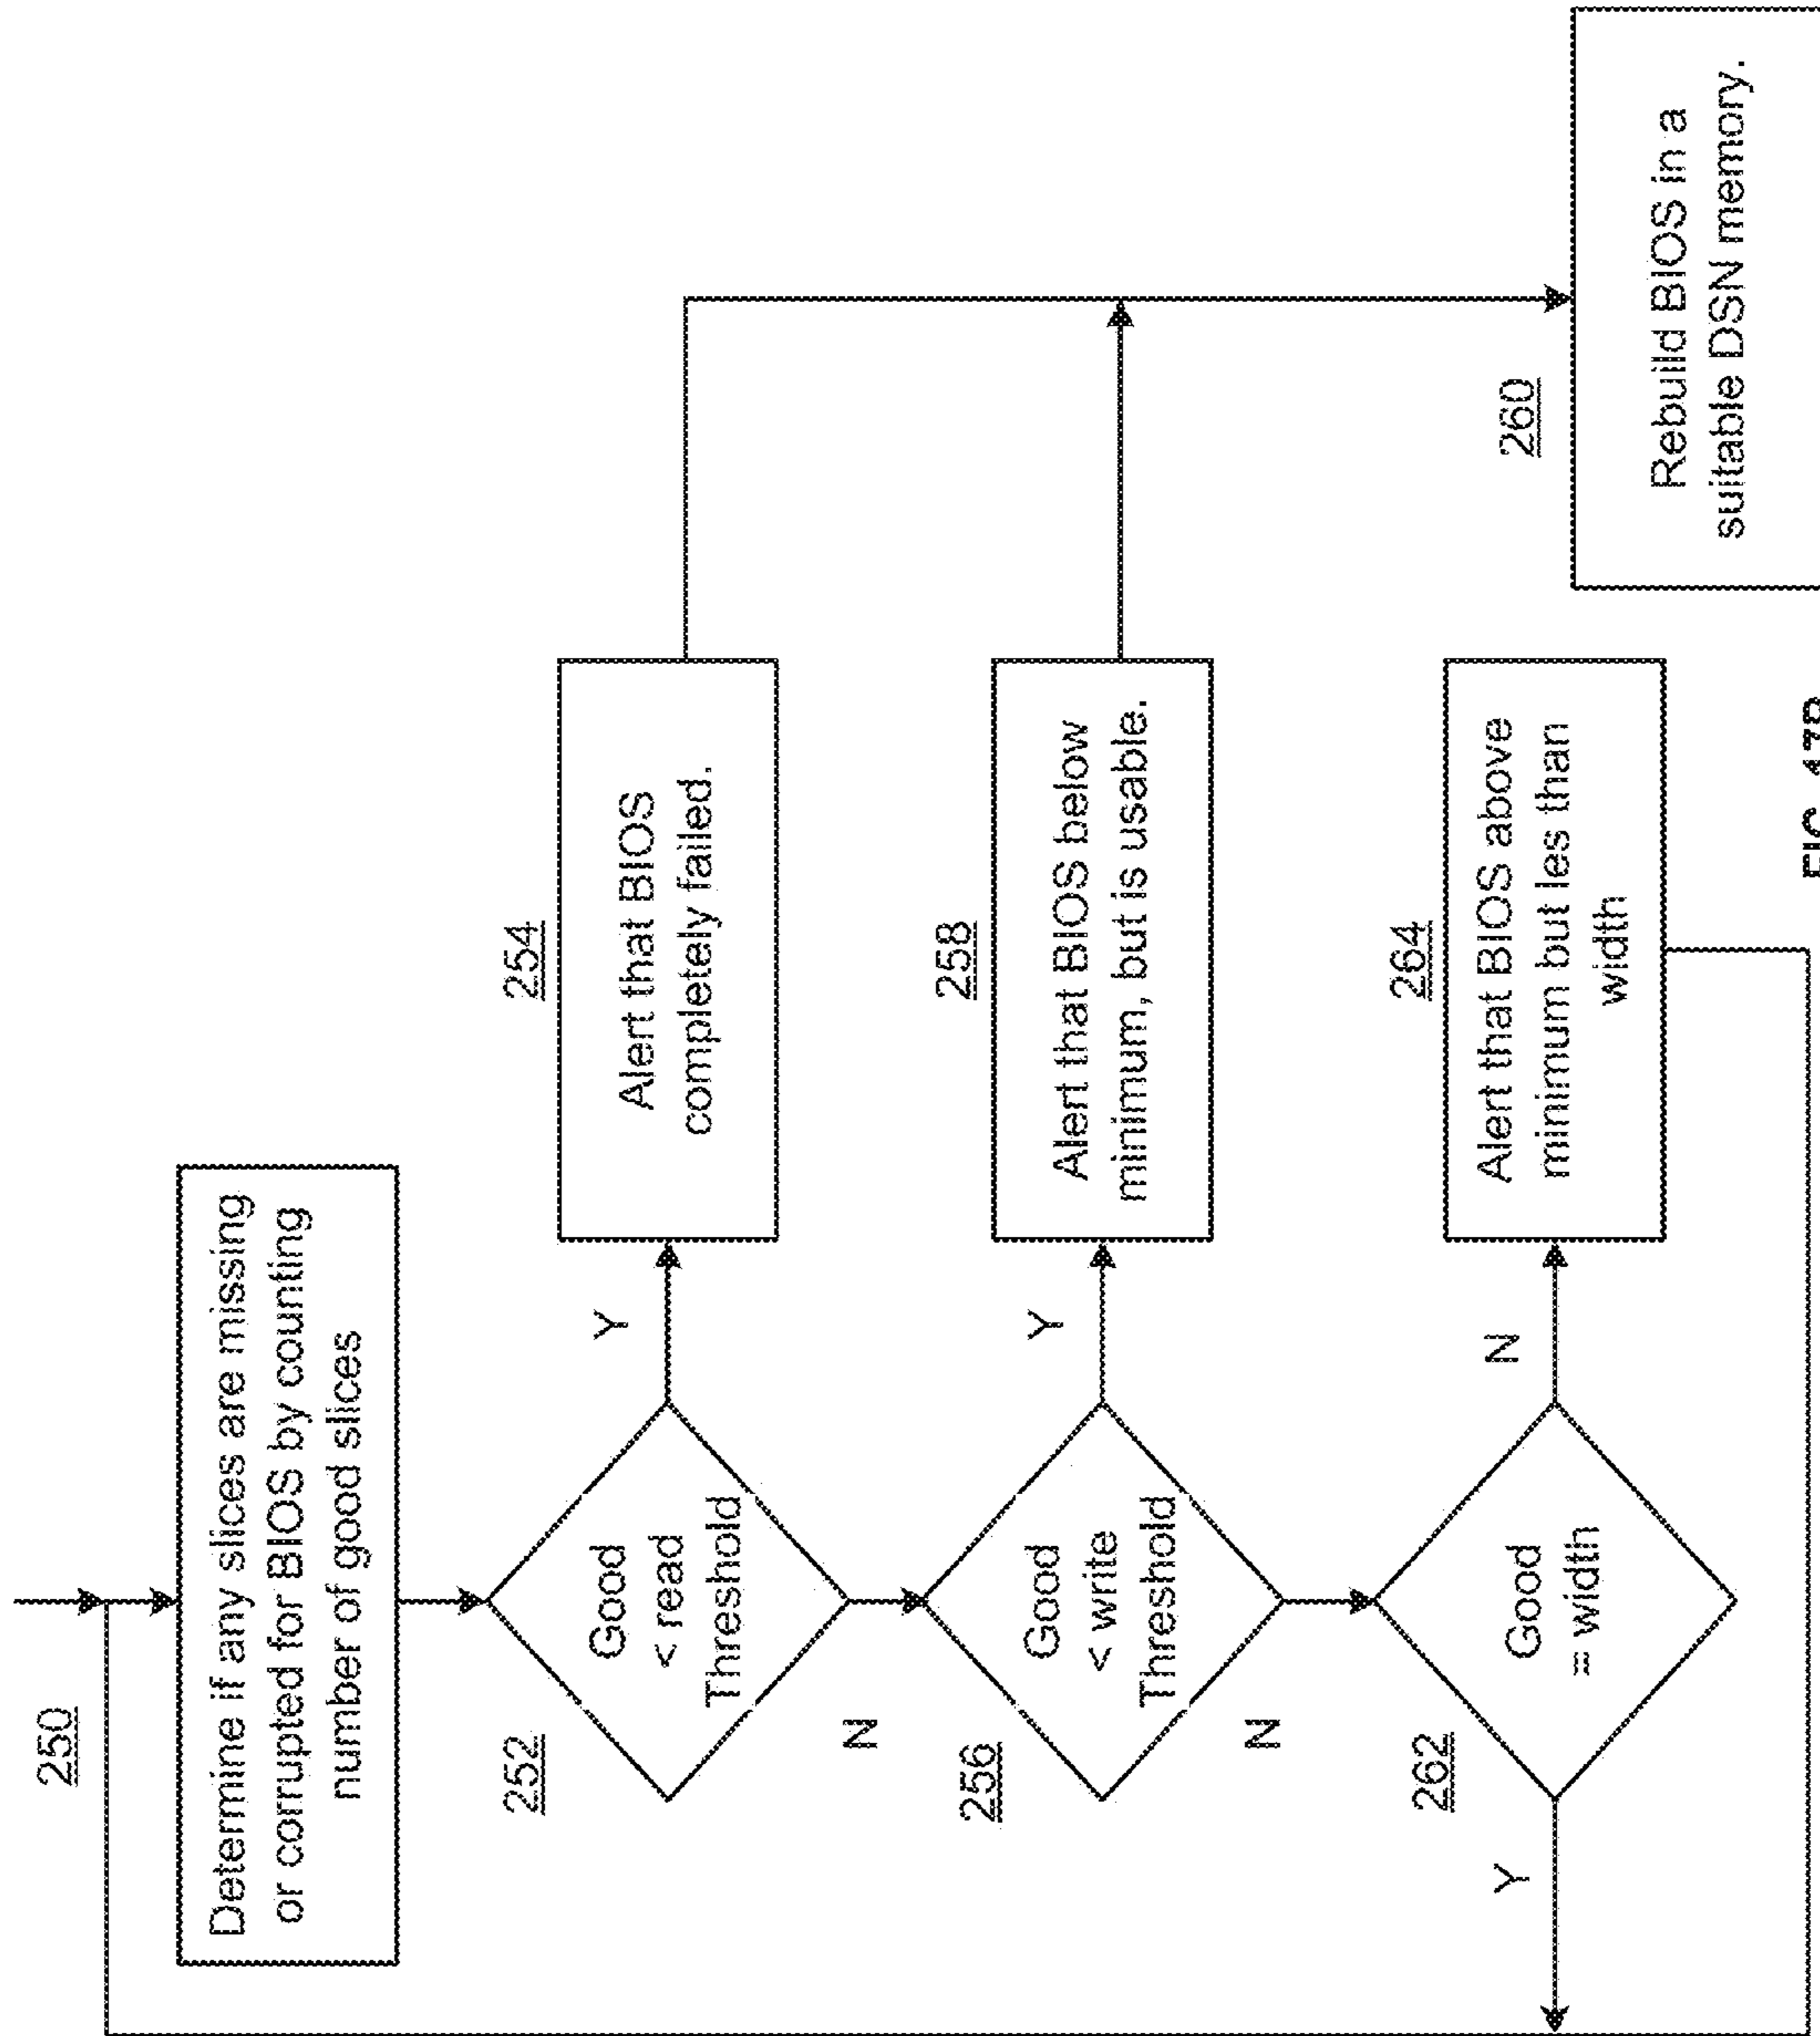 250
Determine if any slices are missing
or corrupted for BIOS by counting
number of good slices
252
Good
< read
Threshold
Y
N
254
Alert that BIOS
completely failed.
256
Good
< write
Threshold
Y
N
258
Alert that BIOS below
minimum, but is usable.
262
Good
= width
Y
N
264
Alert that BIOS above
minimum but less than
width
260
Rebuild BIOS in a
suitable DSN memory.